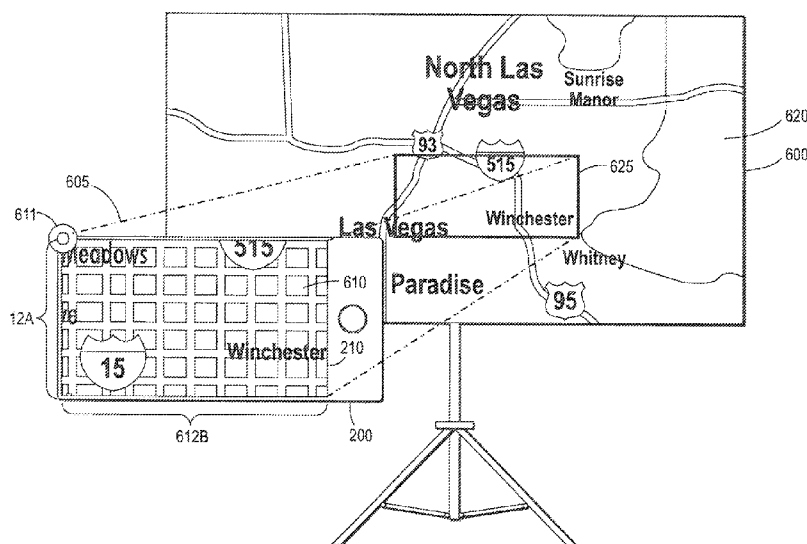 North Las
Vegas
Sunrise
Manor
620
600
93
515
625
605
611
Las Vegas
Winchester
Whitney
Meadows
515
610
Paradise
95
12A
76
15
Winchester
210
612B
200